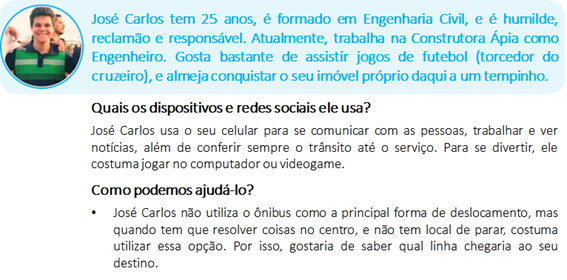 José Carlos tem 25 anos, é formado em Engenharia Civil, e é humilde,
reclamão e responsável. Atualmente, trabalha na Construtora Ápia como
Engenheiro. Gosta bastante de assistir jogos de futebol (torcedor do
cruzeiro), e almeja conquistar o seu imóvel próprio daqui a um tempinho.
Quais os dispositivos e redes sociais ele usa?
José Carlos usa o seu celular para se comunicar com as pessoas, trabalhar e ver
notícias, além de conferir sempre o trânsito até o serviço. Para se divertir, ele
costuma jogar no computador ou videogame.
Como podemos ajudá-lo?
• José Carlos não utiliza o ônibus como a principal forma de deslocamento, mas
quando tem que resolver coisas no centro, e não tem local de parar, costuma
utilizar essa opção. Por isso, gostaria de saber qual linha chegaria ao seu
destino.